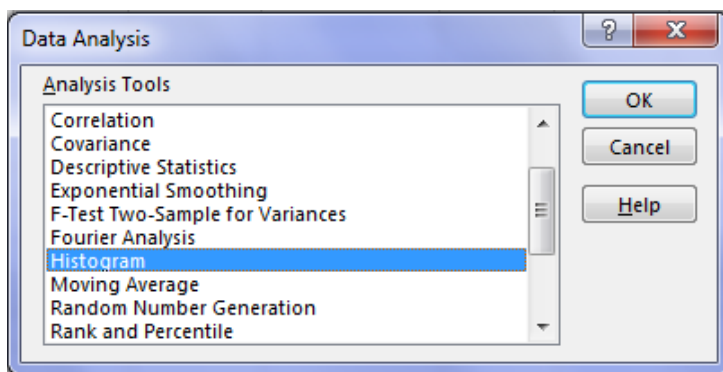 Data Analysis
?
Analysis Tools
Correlation
Covariance
Descriptive Statistics
Exponential Smoothing
F-Test Two-Sample for Variances
Fourier Analysis
Histogram
Moving Average
Random Number Generation
Rank and Percentile
OK
Cancel
Help